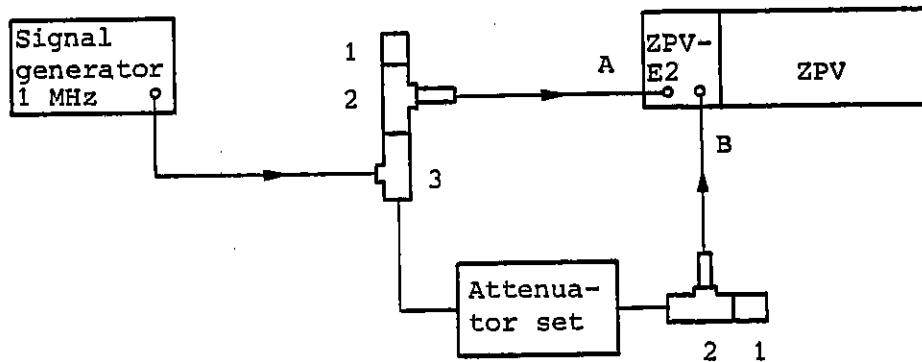 Signal
generator
1 MHz
1
2
3
A
ZPV-
E2
ZPV
B
Attenua-
tor set
2 1